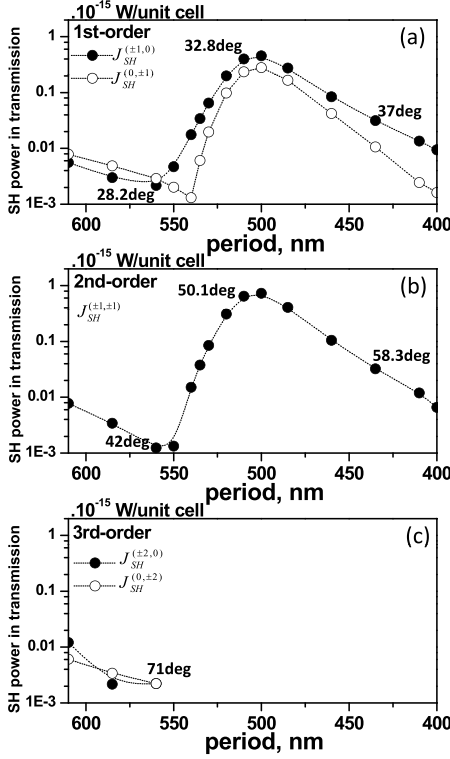 .10⁻¹⁵ W/unit cell
1st-order
(a)
J_SH^(±1,0)
J_SH^(0,±1)
32.8deg
37deg
28.2deg
1
0.1
0.01
1E-3
SH power in transmission
600 550 500 450 400
period, nm
.10⁻¹⁵ W/unit cell
2nd-order
(b)
J_SH^(±1,±1)
50.1deg
58.3deg
42deg
1
0.1
0.01
1E-3
SH power in transmission
600 550 500 450 400
period, nm
.10⁻¹⁵ W/unit cell
3rd-order
(c)
J_SH^(±2,0)
J_SH^(0,±2)
71deg
1
0.1
0.01
1E-3
SH power in transmission
600 550 500 450 400
period, nm